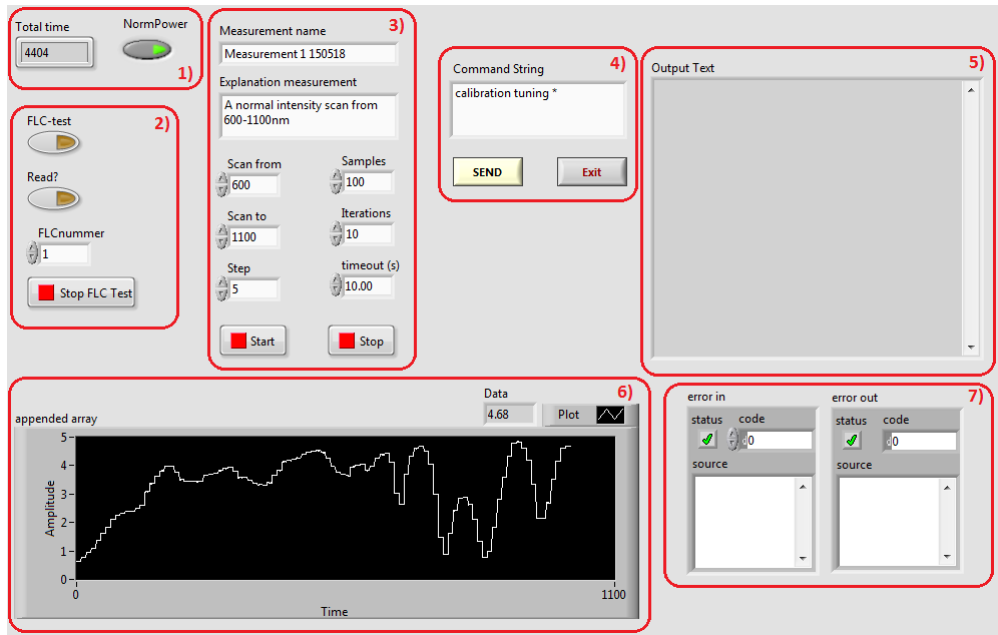 Total time
NormPower
4404
1)
2)
FLC-test
Read?
FLCnummer
1
Stop FLC Test
3)
Measurement name
Measurement 1 150518
Explanation measurement
A normal intensity scan from
600-1100nm
Scan from
Samples
600
100
Scan to
Iterations
1100
10
Step
timeout (s)
5
10.00
Start
Stop
4)
Command String
calibration tuning *
SEND
Exit
5)
Output Text
6)
Data
4.68
Plot
appended array
Amplitude
5
4
3
2
1
0
0
1100
Time
7)
error in
status
code
0
source
error out
status
code
0
source